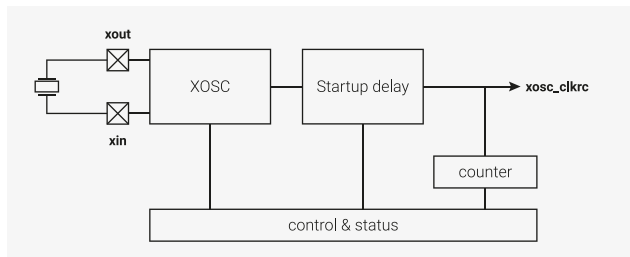 xout
XOSC
Startup delay
xosc_clkrc
xin
counter
control & status